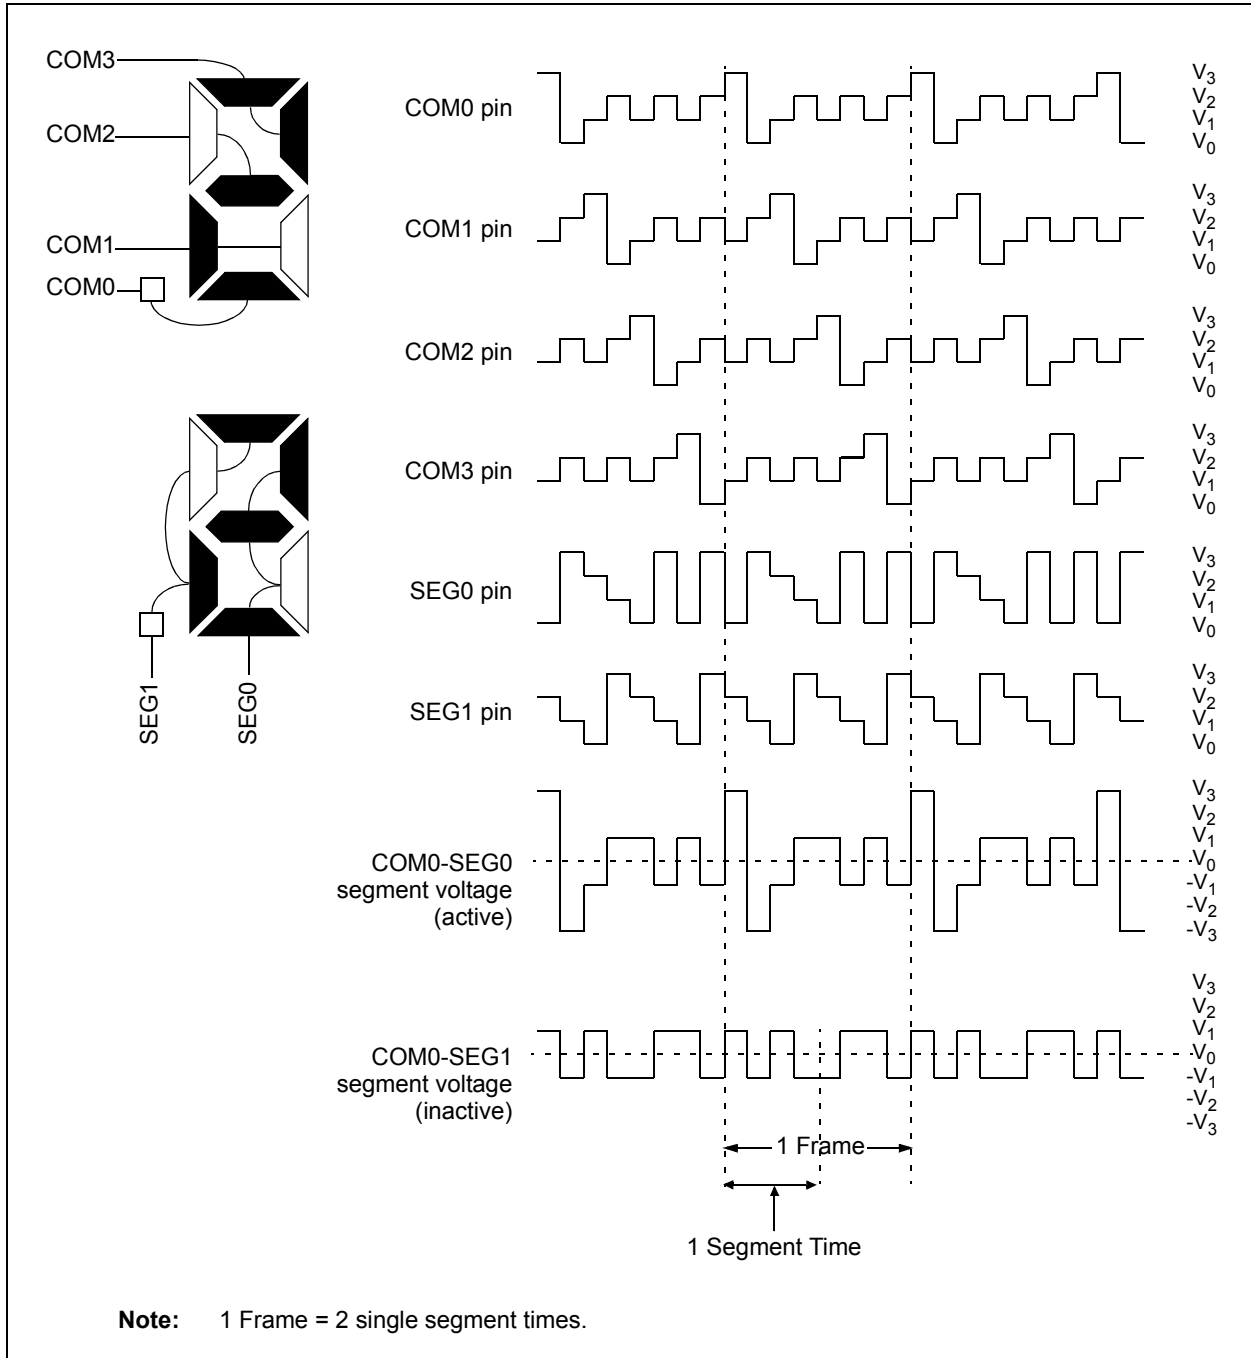 COM3
COM2
COM1
COM0
SEG1
SEG0
COM0 pin
V3
V2
V1
V0
COM1 pin
V3
V2
V1
V0
COM2 pin
V3
V2
V1
V0
COM3 pin
V3
V2
V1
V0
SEG0 pin
V3
V2
V1
V0
SEG1 pin
V3
V2
V1
V0
COM0-SEG0
segment voltage
(active)
V3
V2
V1
V0
-V1
-V2
-V3
COM0-SEG1
segment voltage
(inactive)
V3
V2
V1
V0
-V1
-V2
-V3
1 Frame
1 Segment Time
Note: 1 Frame = 2 single segment times.